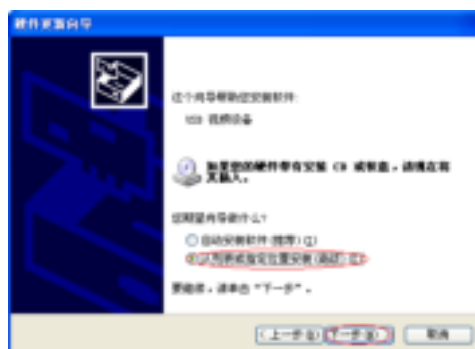 硬件更新向导
这个向导帮助您安装软件:
USB 视频设备
如果您的硬件带有安装 CD 或软盘，请现在将
其插入。
您期望向导做什么?
自动安装软件(推荐)(I)
从列表或指定位置安装(高级)(S)
要继续，请单击“下一步”。
<上一步(B) 下一步(N)> 取消